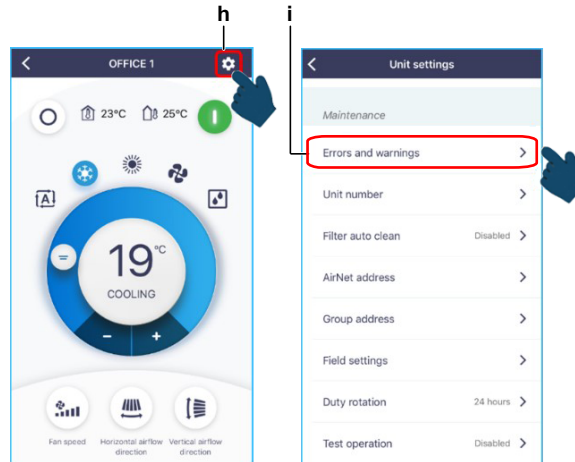 h
i
OFFICE 1
23°C
25°C
A
19°C
COOLING
Fan speed
Horizontal airflow
direction
Vertical airflow
direction
Unit settings
Maintenance
Errors and warnings
Unit number
Filter auto clean Disabled
AirNet address
Group address
Field settings
Duty rotation 24 hours
Test operation Disabled